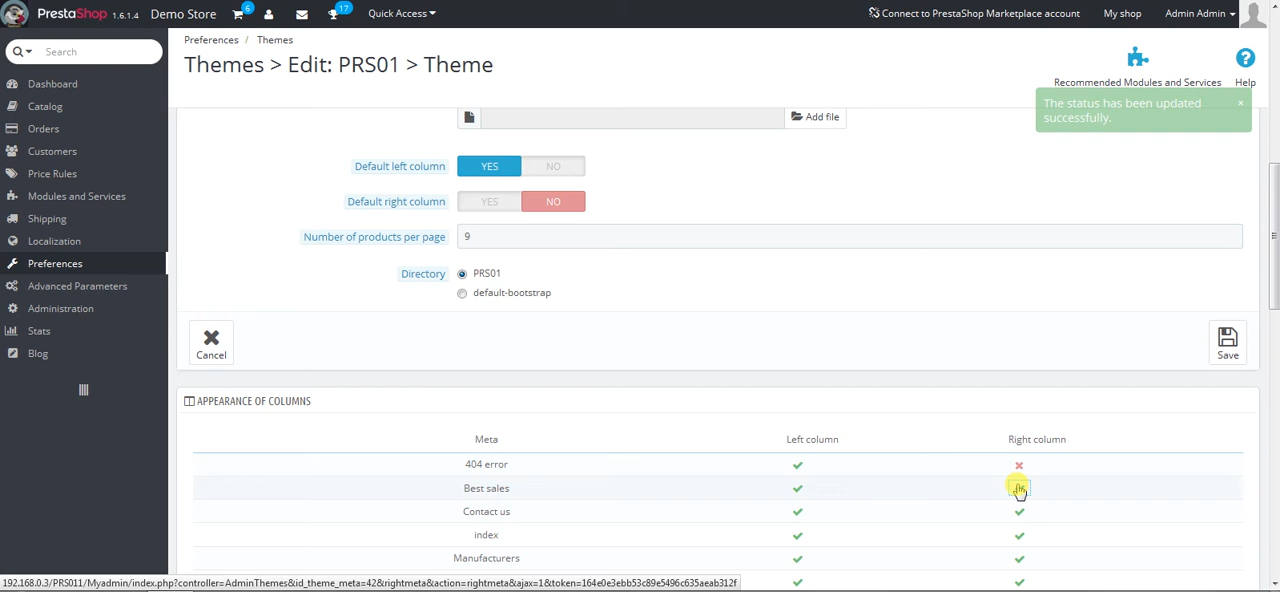 PrestaShop 1.6.1.4 Demo Store 6 17 Quick Access Connect to PrestaShop Marketplace account My shop Admin Admin
Search
Dashboard
Catalog
Orders
Customers
Price Rules
Modules and Services
Shipping
Localization
Preferences
Advanced Parameters
Administration
Stats
Blog
Preferences / Themes
Themes > Edit: PRS01 > Theme
Recommended Modules and Services
Help
The status has been updated
successfully.
×
Add file
Default left column YES NO
Default right column YES NO
Number of products per page 9
Directory PRS01
default-bootstrap
Cancel
Save
APPEARANCE OF COLUMNS
Meta Left column Right column
404 error
Best sales
Contact us
index
Manufacturers
192.168.0.3/PRS011/Myadmin/index.php?controller=AdminThemes&id_theme_meta=42&rightmeta&action=rightmeta&ajax=1&token=164e0e3ebb53c89e5496c635aeab312f